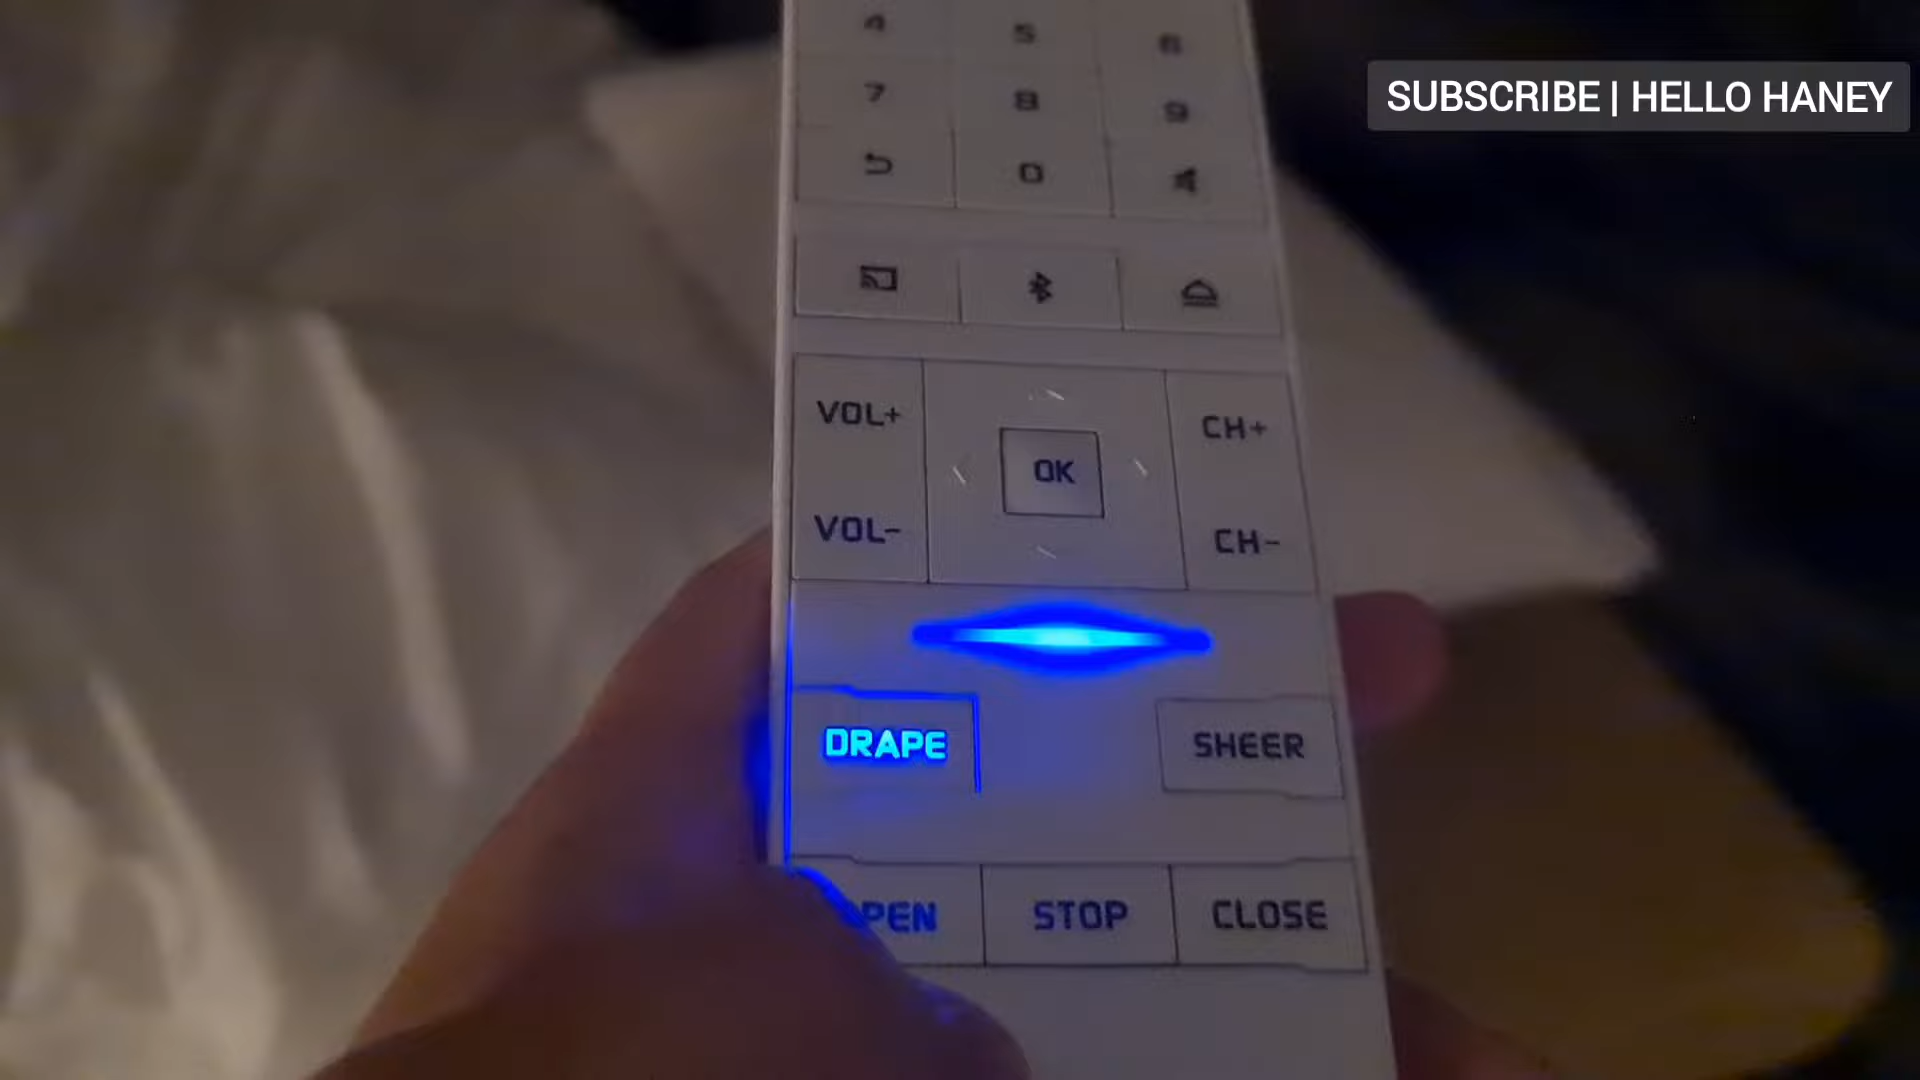 SUBSCRIBE | HELLO HANEY
4 5 6
7 8 9
0
VOL+ CH+
OK
VOL- CH-
DRAPE SHEER
PEN STOP CLOSE